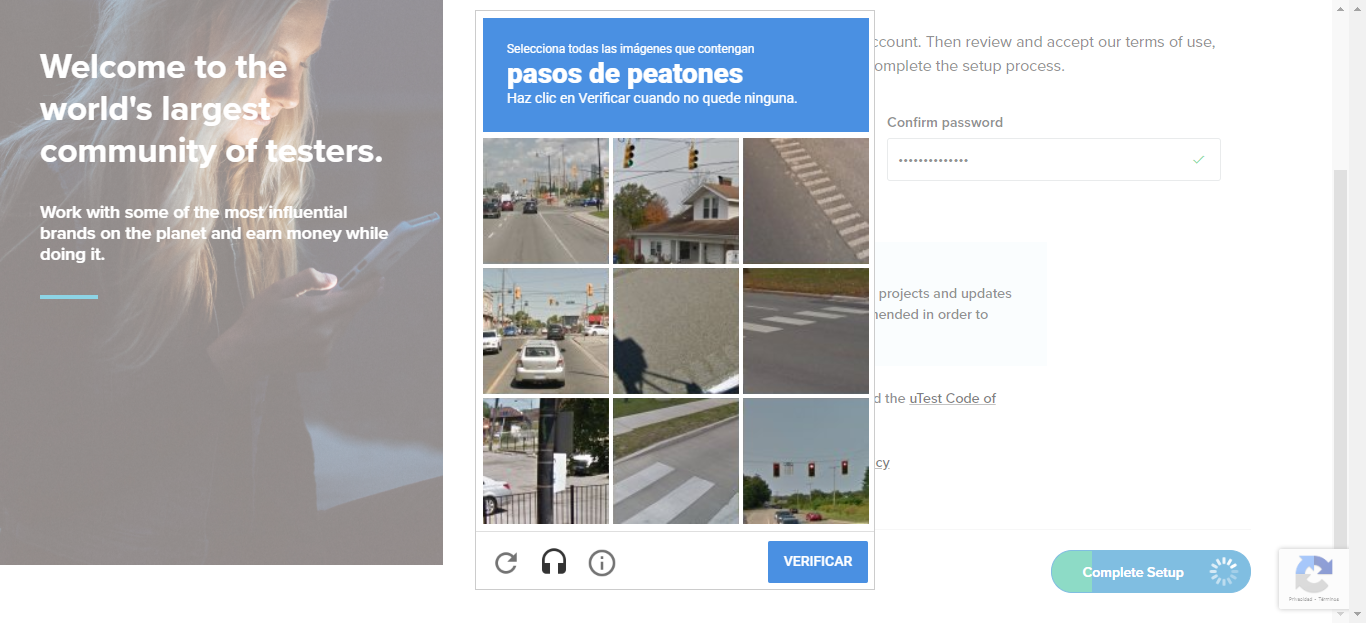 Welcome to the
world's largest
community of testers.
Work with some of the most influential
brands on the planet and earn money while
doing it.
Selecciona todas las imágenes que contengan
pasos de peatones
Haz clic en Verificar cuando no quede ninguna.
VERIFICAR
ccount. Then review and accept our terms of use,
omplete the setup process.
Confirm password
projects and updates
mended in order to
d the uTest Code of
cy
Complete Setup
Privacidad - Términos